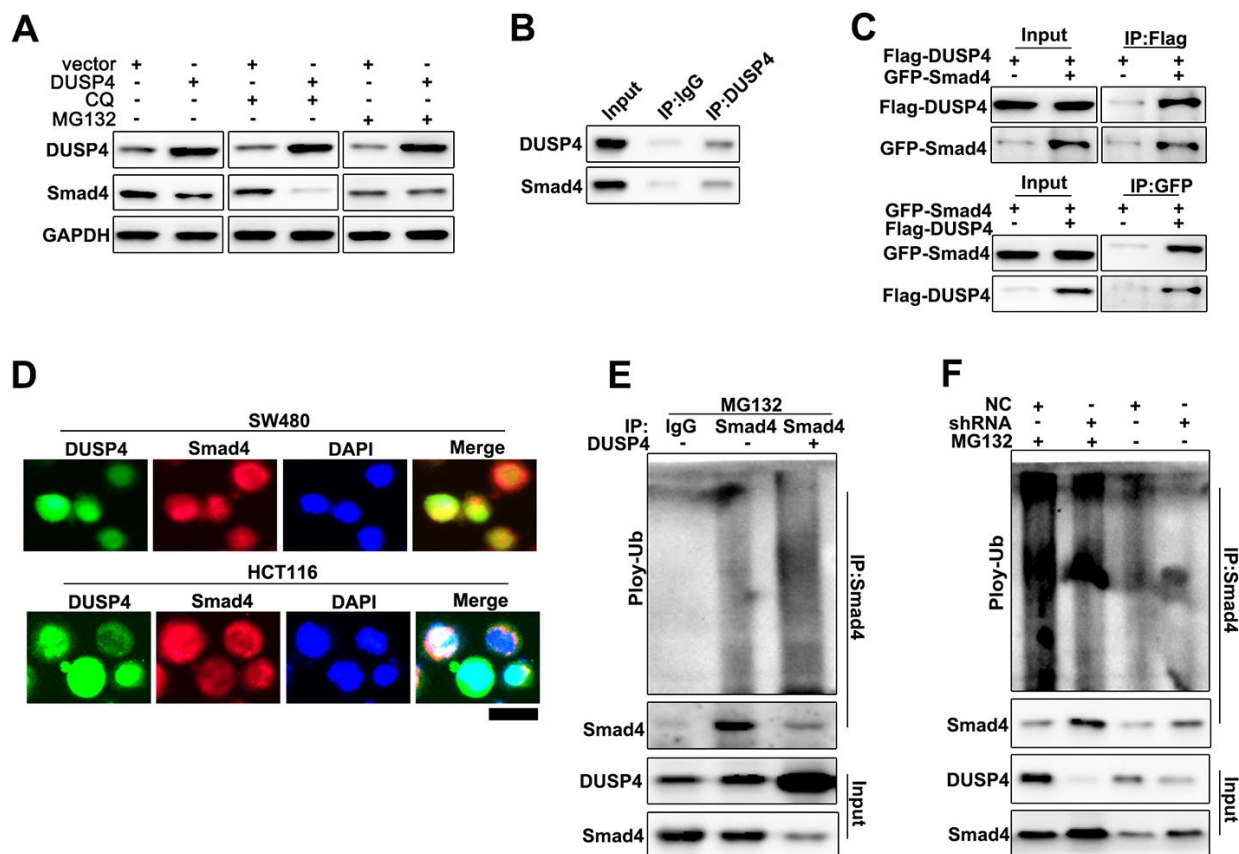 A
vector + - + - + -
DUSP4 - + - + - +
CQ - - + + - -
MG132 - - - - + +
DUSP4
Smad4
GAPDH
B
Input IP:IgG IP:DUSP4
DUSP4
Smad4
C
Input IP:Flag
Flag-DUSP4 + + + +
GFP-Smad4 - + - +
Flag-DUSP4
GFP-Smad4
Input IP:GFP
GFP-Smad4 + + + +
Flag-DUSP4 - + - +
GFP-Smad4
Flag-DUSP4
D
SW480
DUSP4 Smad4 DAPI Merge
HCT116
DUSP4 Smad4 DAPI Merge
E
MG132
IP: IgG Smad4 Smad4
DUSP4 - - +
Ploy-Ub
IP:Smad4
Smad4
DUSP4
Input
Smad4
F
NC + - + -
shRNA - + - +
MG132 + + - -
Ploy-Ub
IP:Smad4
Smad4
DUSP4
Input
Smad4